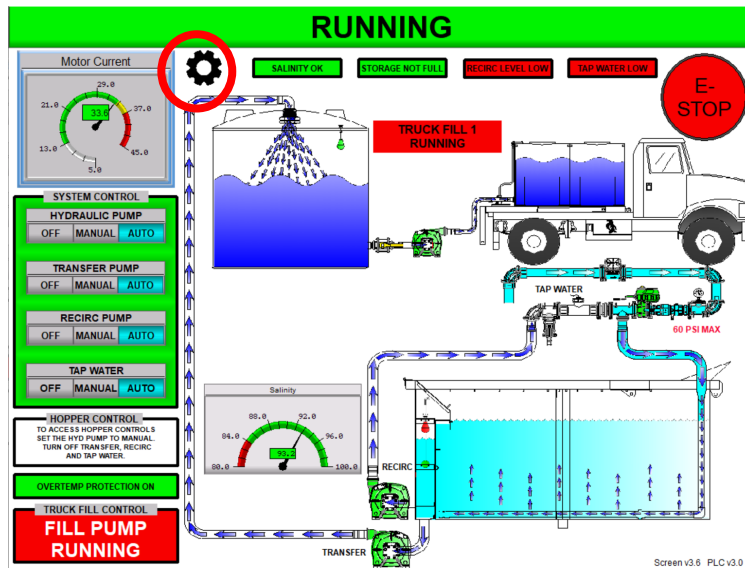 RUNNING
Motor Current
29.0
21.0
37.0
33.6
13.0
45.0
5.0
SALINITY OK
STORAGE NOT FULL
RECIRC LEVEL LOW
TAP WATER LOW
E-
STOP
TRUCK FILL 1
RUNNING
SYSTEM CONTROL
HYDRAULIC PUMP
OFF MANUAL AUTO
TRANSFER PUMP
OFF MANUAL AUTO
RECIRC PUMP
OFF MANUAL AUTO
TAP WATER
OFF MANUAL AUTO
TAP WATER
60 PSI MAX
HOPPER CONTROL
TO ACCESS HOPPER CONTROLS
SET THE HYD PUMP TO MANUAL.
TURN OFF TRANSFER, RECIRC
AND TAP WATER.
Salinity
88.0
92.0
84.0
96.0
93.2
80.0
100.0
RECIRC
OVERTEMP PROTECTION ON
TRUCK FILL CONTROL
FILL PUMP
RUNNING
TRANSFER
Screen v3.6 PLC v3.0